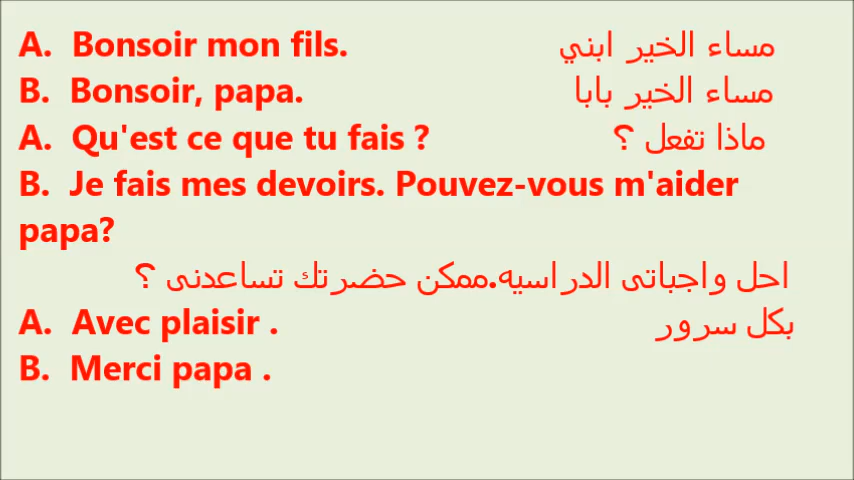 A. Bonsoir mon fils. مساء الخير ابني
B. Bonsoir, papa. مساء الخير بابا
A. Qu'est ce que tu fais ? ماذا تفعل ؟
B. Je fais mes devoirs. Pouvez-vous m'aider
papa?
احل واجباتى الدراسيه.ممكن حضرتك تساعدنى ؟
A. Avec plaisir . بكل سرور
B. Merci papa .